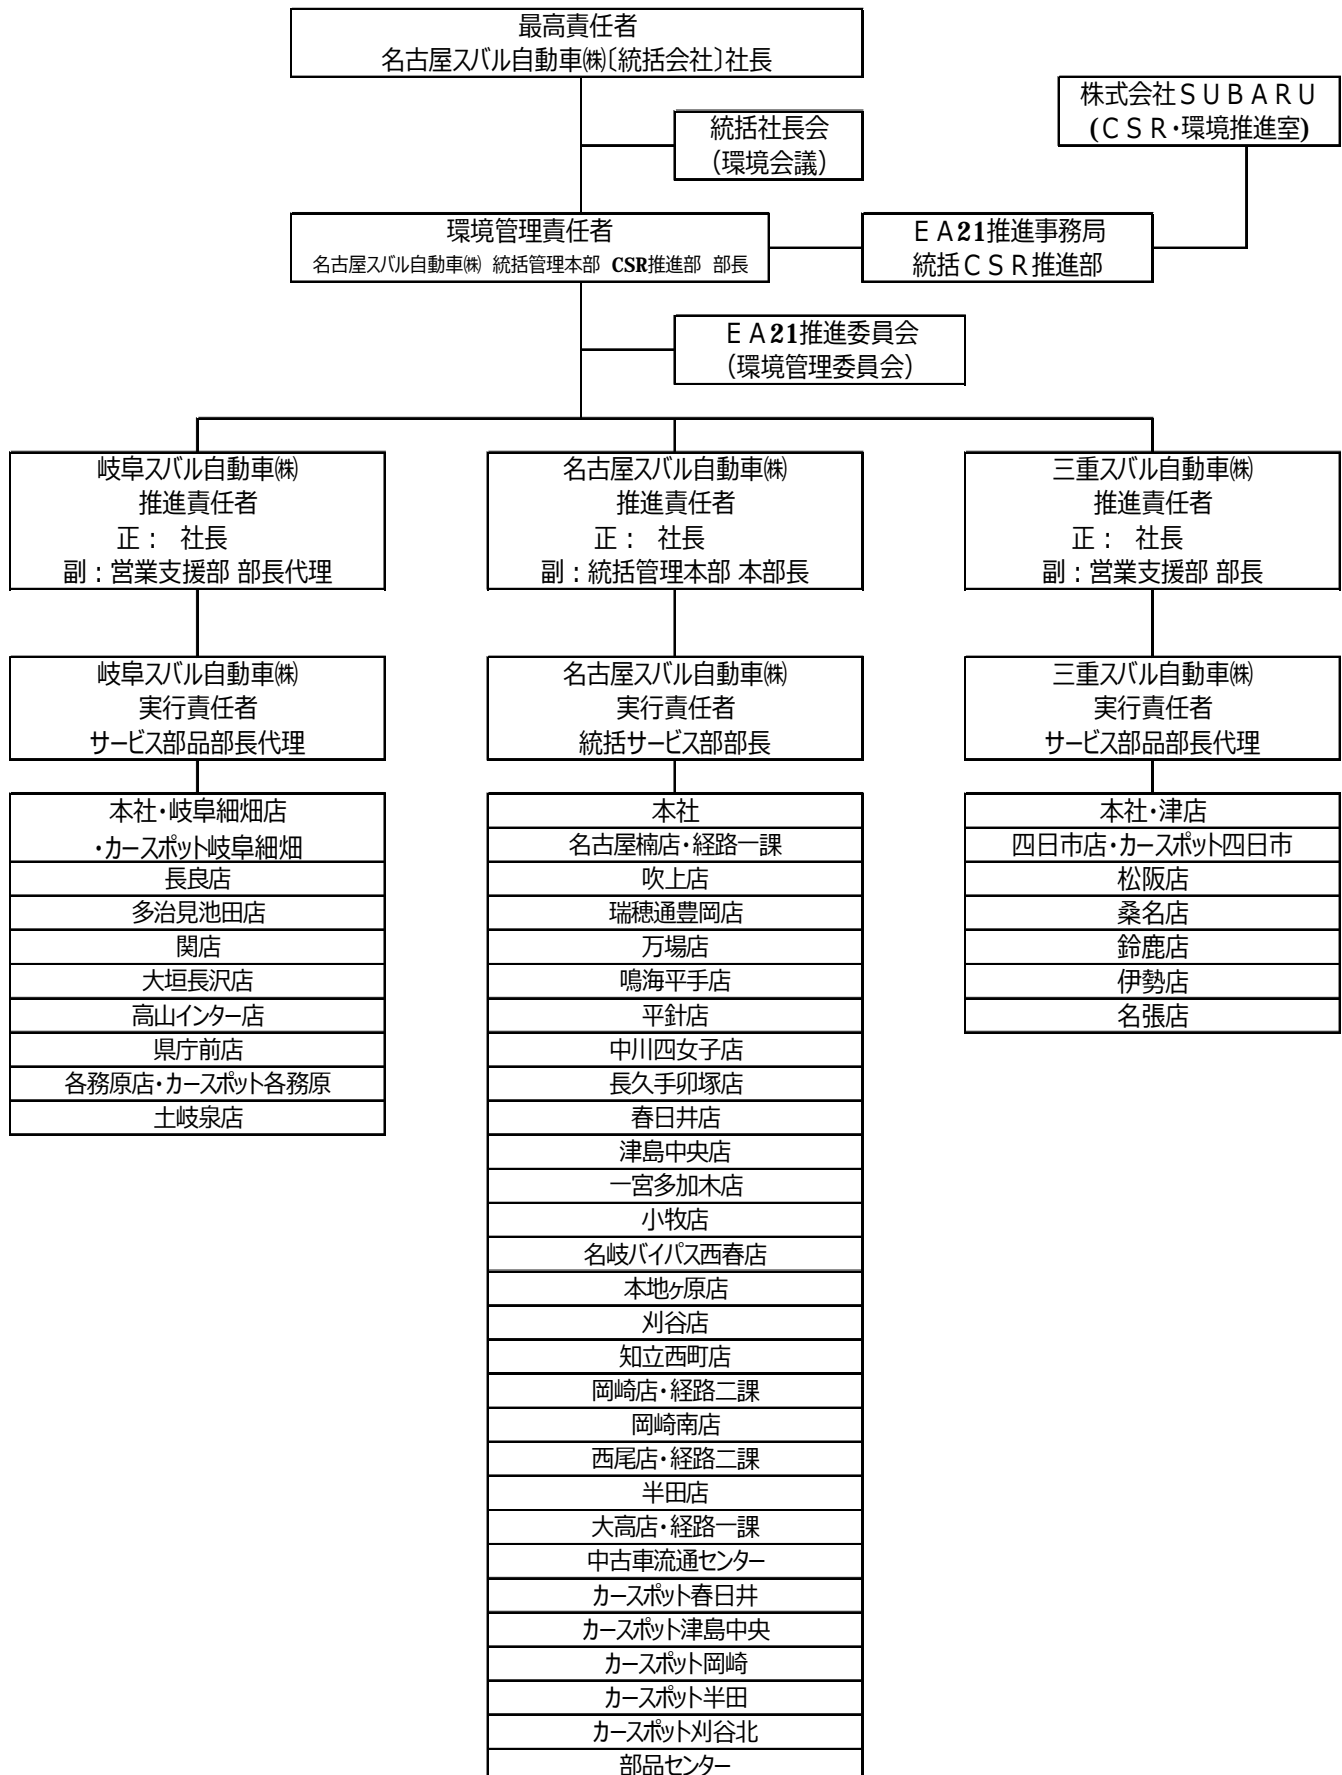 最高責任者
名古屋スバル自動車㈱〔統括会社〕社長
株式会社ＳＵＢＡＲＵ
(ＣＳＲ・環境推進室)
統括社長会
（環境会議）
環境管理責任者
名古屋スバル自動車㈱ 統括管理本部 CSR推進部 部長
ＥＡ21推進事務局
統括ＣＳＲ推進部
ＥＡ21推進委員会
（環境管理委員会）
岐阜スバル自動車㈱
推進責任者
正： 社長
副：営業支援部 部長代理
名古屋スバル自動車㈱
推進責任者
正： 社長
副：統括管理本部 本部長
三重スバル自動車㈱
推進責任者
正： 社長
副：営業支援部 部長
岐阜スバル自動車㈱
実行責任者
サービス部品部長代理
名古屋スバル自動車㈱
実行責任者
統括サービス部部長
三重スバル自動車㈱
実行責任者
サービス部品部長代理
本社・岐阜細畑店
・カースポット岐阜細畑
長良店
多治見池田店
関店
大垣長沢店
高山インター店
県庁前店
各務原店・カースポット各務原
土岐泉店
本社
名古屋楠店・経路一課
吹上店
瑞穂通豊岡店
万場店
鳴海平手店
平針店
中川四女子店
長久手卯塚店
春日井店
津島中央店
一宮多加木店
小牧店
名岐バイパス西春店
本地ヶ原店
刈谷店
知立西町店
岡崎店・経路二課
岡崎南店
西尾店・経路二課
半田店
大高店・経路一課
中古車流通センター
カースポット春日井
カースポット津島中央
カースポット岡崎
カースポット半田
カースポット刈谷北
部品センター
本社・津店
四日市店・カースポット四日市
松阪店
桑名店
鈴鹿店
伊勢店
名張店